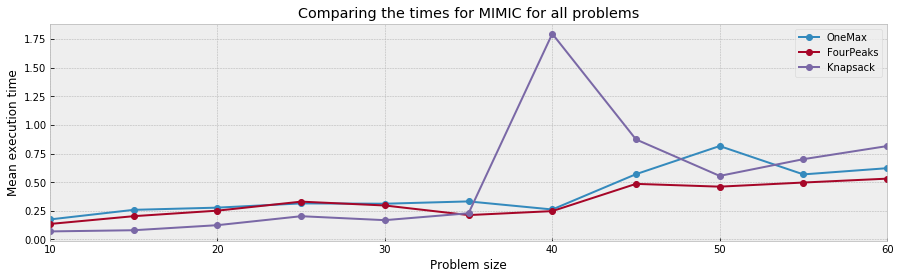 Comparing the times for MIMIC for all problems
Mean execution time
1.75
1.50
1.25
1.00
0.75
0.50
0.25
0.00
OneMax
FourPeaks
Knapsack
10 20 30 40 50 60
Problem size